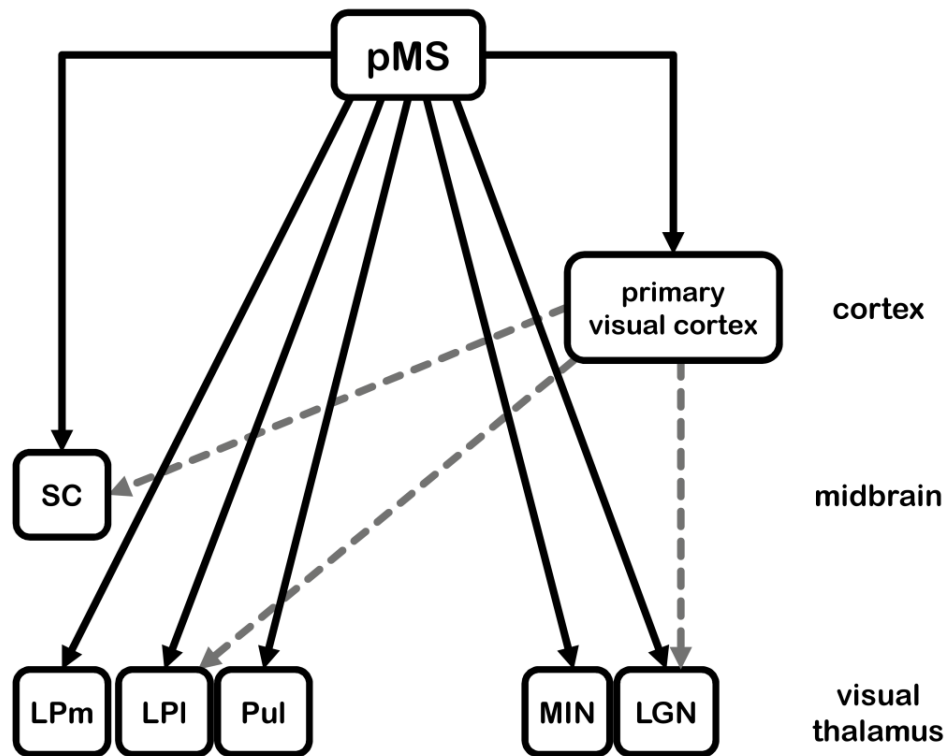 pMS
primary
visual cortex
cortex
SC
midbrain
LPm
LPl
Pul
MIN
LGN
visual
thalamus